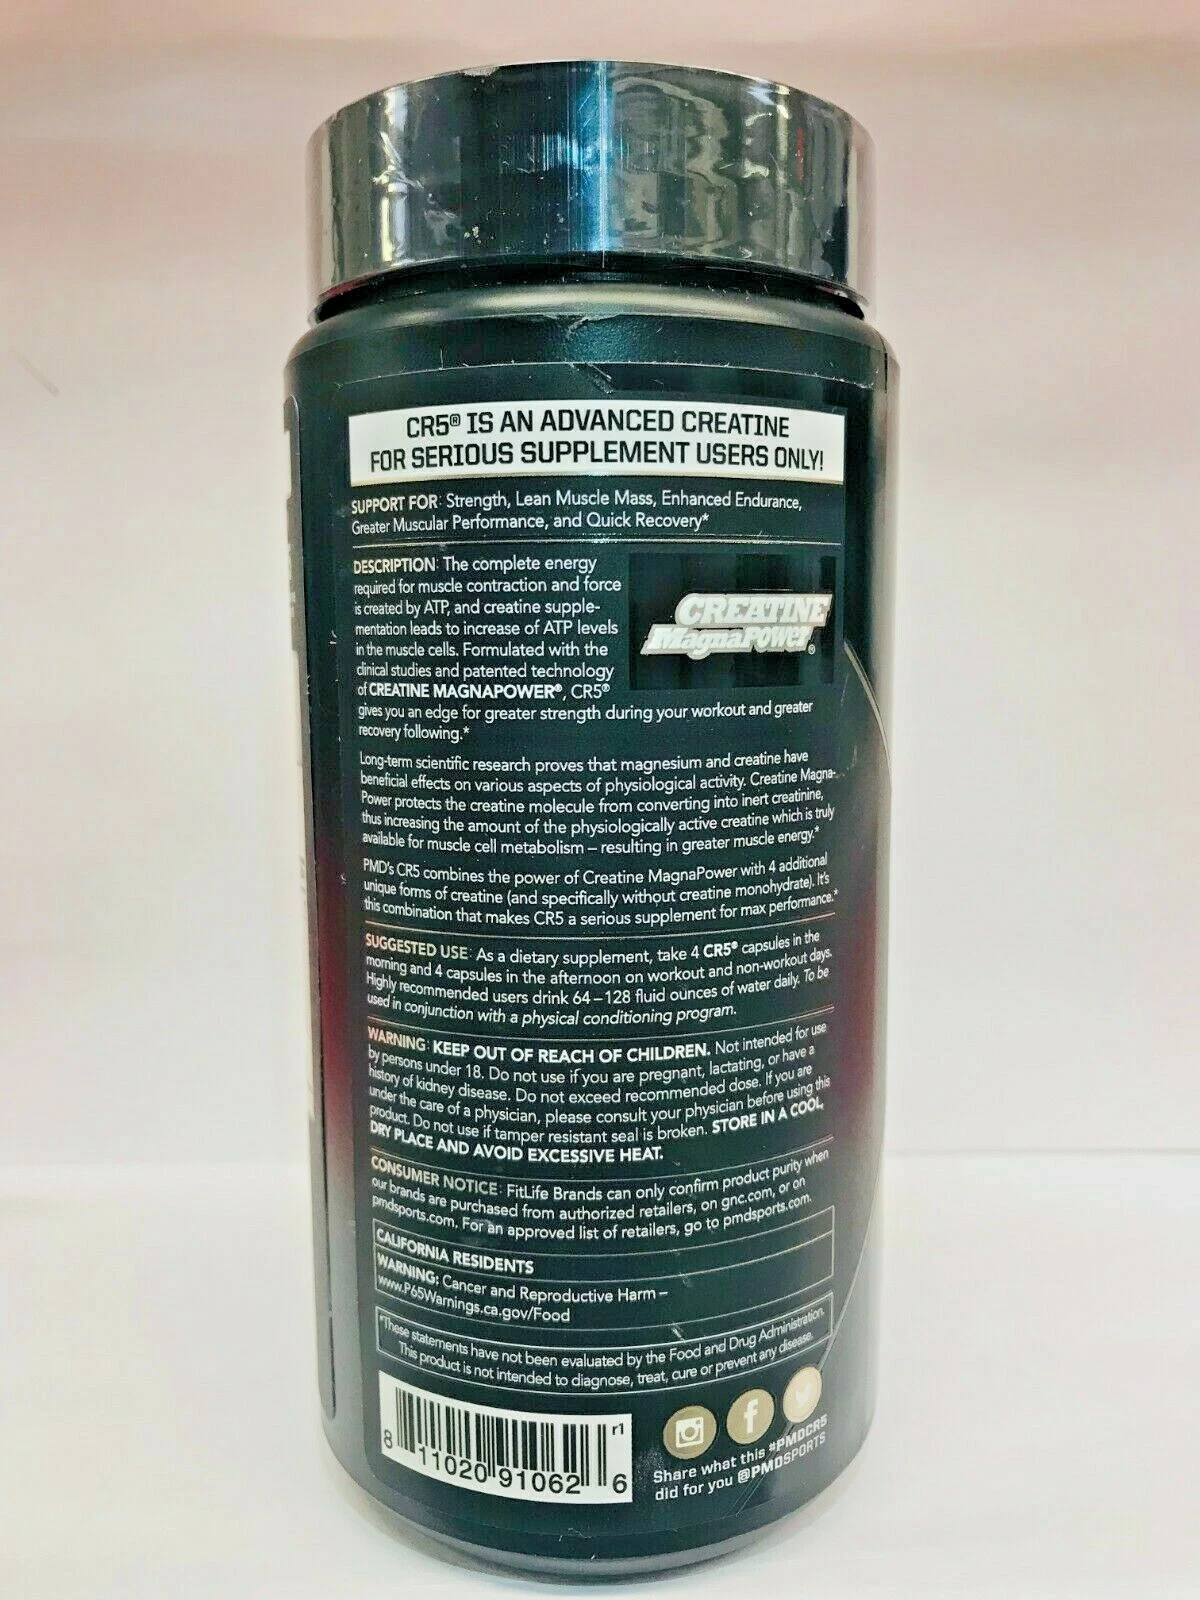 CR5® IS AN ADVANCED CREATINE
FOR SERIOUS SUPPLEMENT USERS ONLY!
SUPPORT FOR: Strength, Lean Muscle Mass, Enhanced Endurance,
Greater Muscular Performance, and Quick Recovery*
DESCRIPTION: The complete energy
required for muscle contraction and force
is created by ATP, and creatine supple-
mentation leads to increase of ATP levels
in the muscle cells. Formulated with the
clinical studies and patented technology
of CREATINE MAGNAPOWER®, CR5®
gives you an edge for greater strength during your workout and greater
recovery following.*
CREATINE
MagnaPower®
Long-term scientific research proves that magnesium and creatine have
beneficial effects on various aspects of physiological activity. Creatine Magna-
Power protects the creatine molecule from converting into inert creatinine,
thus increasing the amount of the physiologically active creatine which is truly
available for muscle cell metabolism – resulting in greater muscle energy.*
PMD's CR5 combines the power of Creatine MagnaPower with 4 additional
unique forms of creatine (and specifically without creatine monohydrate). It's
this combination that makes CR5 a serious supplement for max performance.*
SUGGESTED USE: As a dietary supplement, take 4 CR5® capsules in the
morning and 4 capsules in the afternoon on workout and non-workout days.
Highly recommended users drink 64–128 fluid ounces of water daily. To be
used in conjunction with a physical conditioning program.
WARNING: KEEP OUT OF REACH OF CHILDREN. Not intended for use
by persons under 18. Do not use if you are pregnant, lactating, or have a
history of kidney disease. Do not exceed recommended dose. If you are
under the care of a physician, please consult your physician before using this
product. Do not use if tamper resistant seal is broken. STORE IN A COOL,
DRY PLACE AND AVOID EXCESSIVE HEAT.
CONSUMER NOTICE: FitLife Brands can only confirm product purity when
our brands are purchased from authorized retailers, on gnc.com, or on
pmdsports.com. For an approved list of retailers, go to pmdsports.com.
CALIFORNIA RESIDENTS
WARNING: Cancer and Reproductive Harm –
www.P65Warnings.ca.gov/Food
*These statements have not been evaluated by the Food and Drug Administration.
This product is not intended to diagnose, treat, cure or prevent any disease.
r1
8 11020 91062 6
Share what this #PMDCR5
did for you @PMDSPORTS